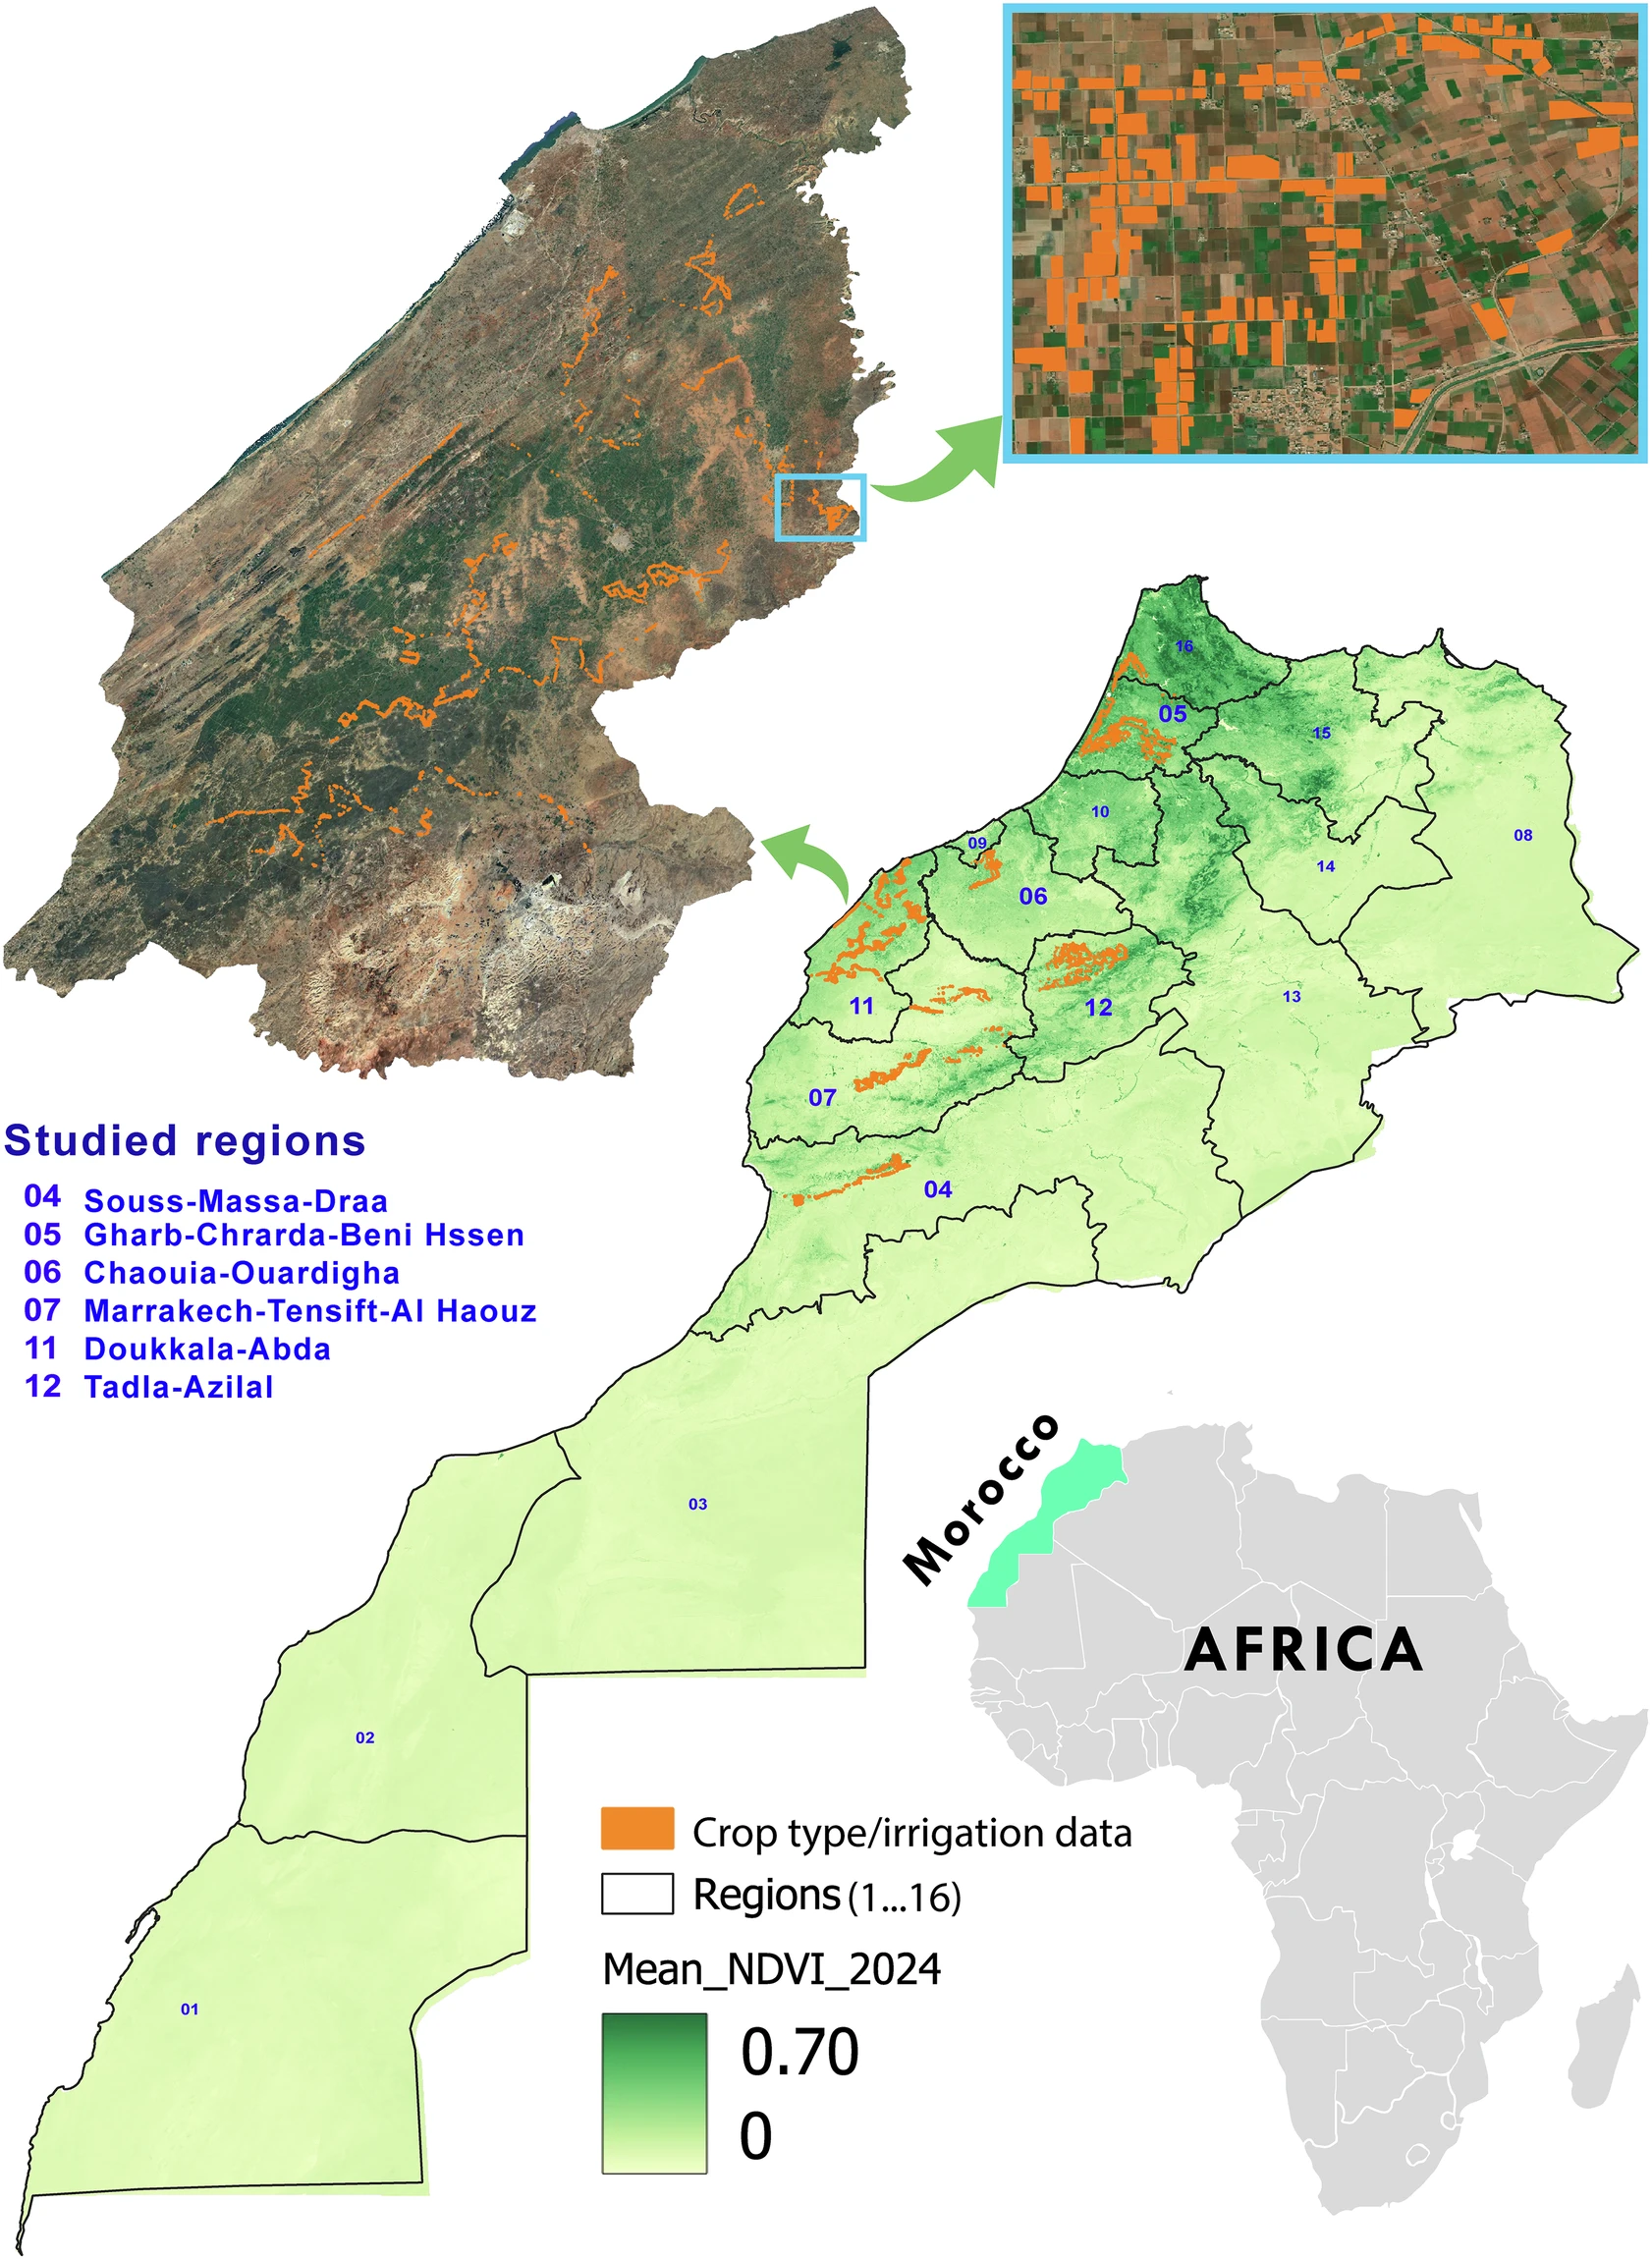 16
05
15
10
09
08
14
06
13
11
12
07
04
Studied regions
04 Souss-Massa-Draa
05 Gharb-Chrarda-Beni Hssen
06 Chaouia-Ouardigha
07 Marrakech-Tensift-Al Haouz
11 Doukkala-Abda
12 Tadla-Azilal
03
Morocco
AFRICA
02
01
Crop type/irrigation data
Regions (1...16)
Mean_NDVI_2024
0.70
0